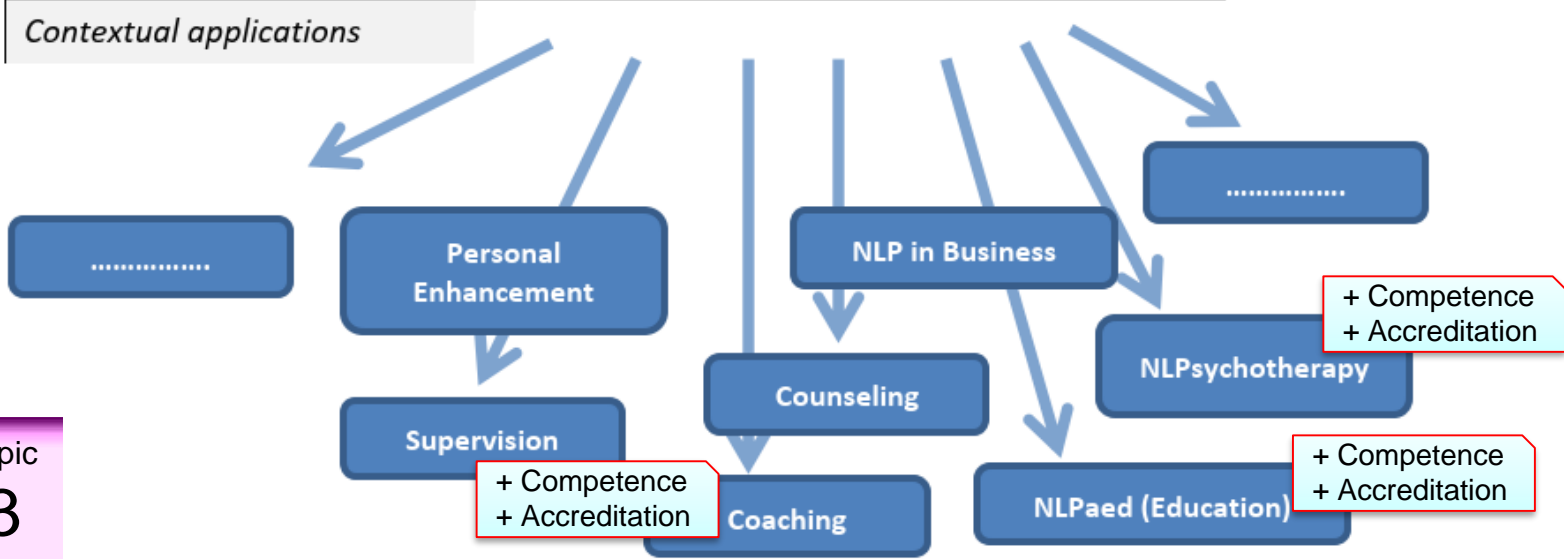 Contextual applications
................
................
Personal
Enhancement
NLP in Business
+ Competence
+ Accreditation
NLPsychotherapy
Counseling
Supervision
+ Competence
+ Accreditation
Coaching
NLPaed (Education)
+ Competence
+ Accreditation
pic
3